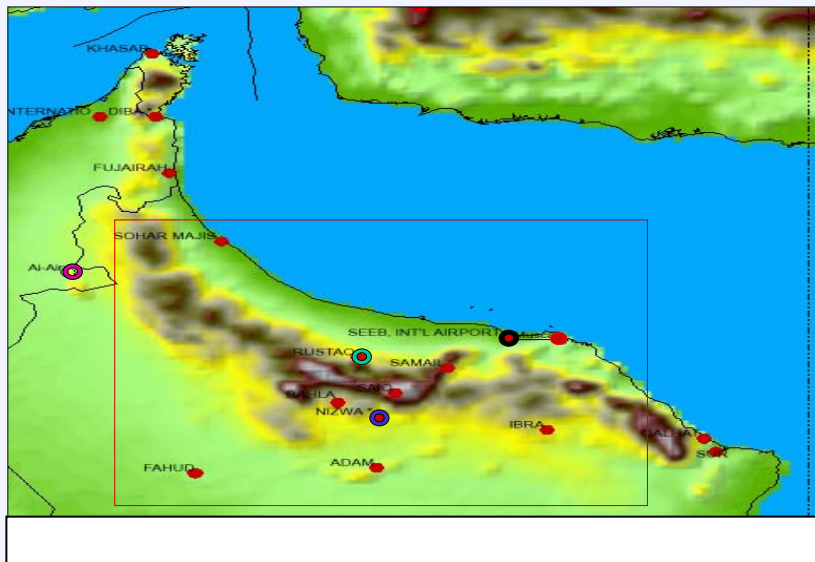 KHASAB
INTERNATIO
DIBA
FUJAIRAH
SOHAR MAJIS
Al-Ain
SEEB, INT'L AIRPORT
RUSTAQ
SAMAIL
SAIQ
BAHLA
NIZWA *
IBRA
QALHAT
SUR
ADAM
FAHUD